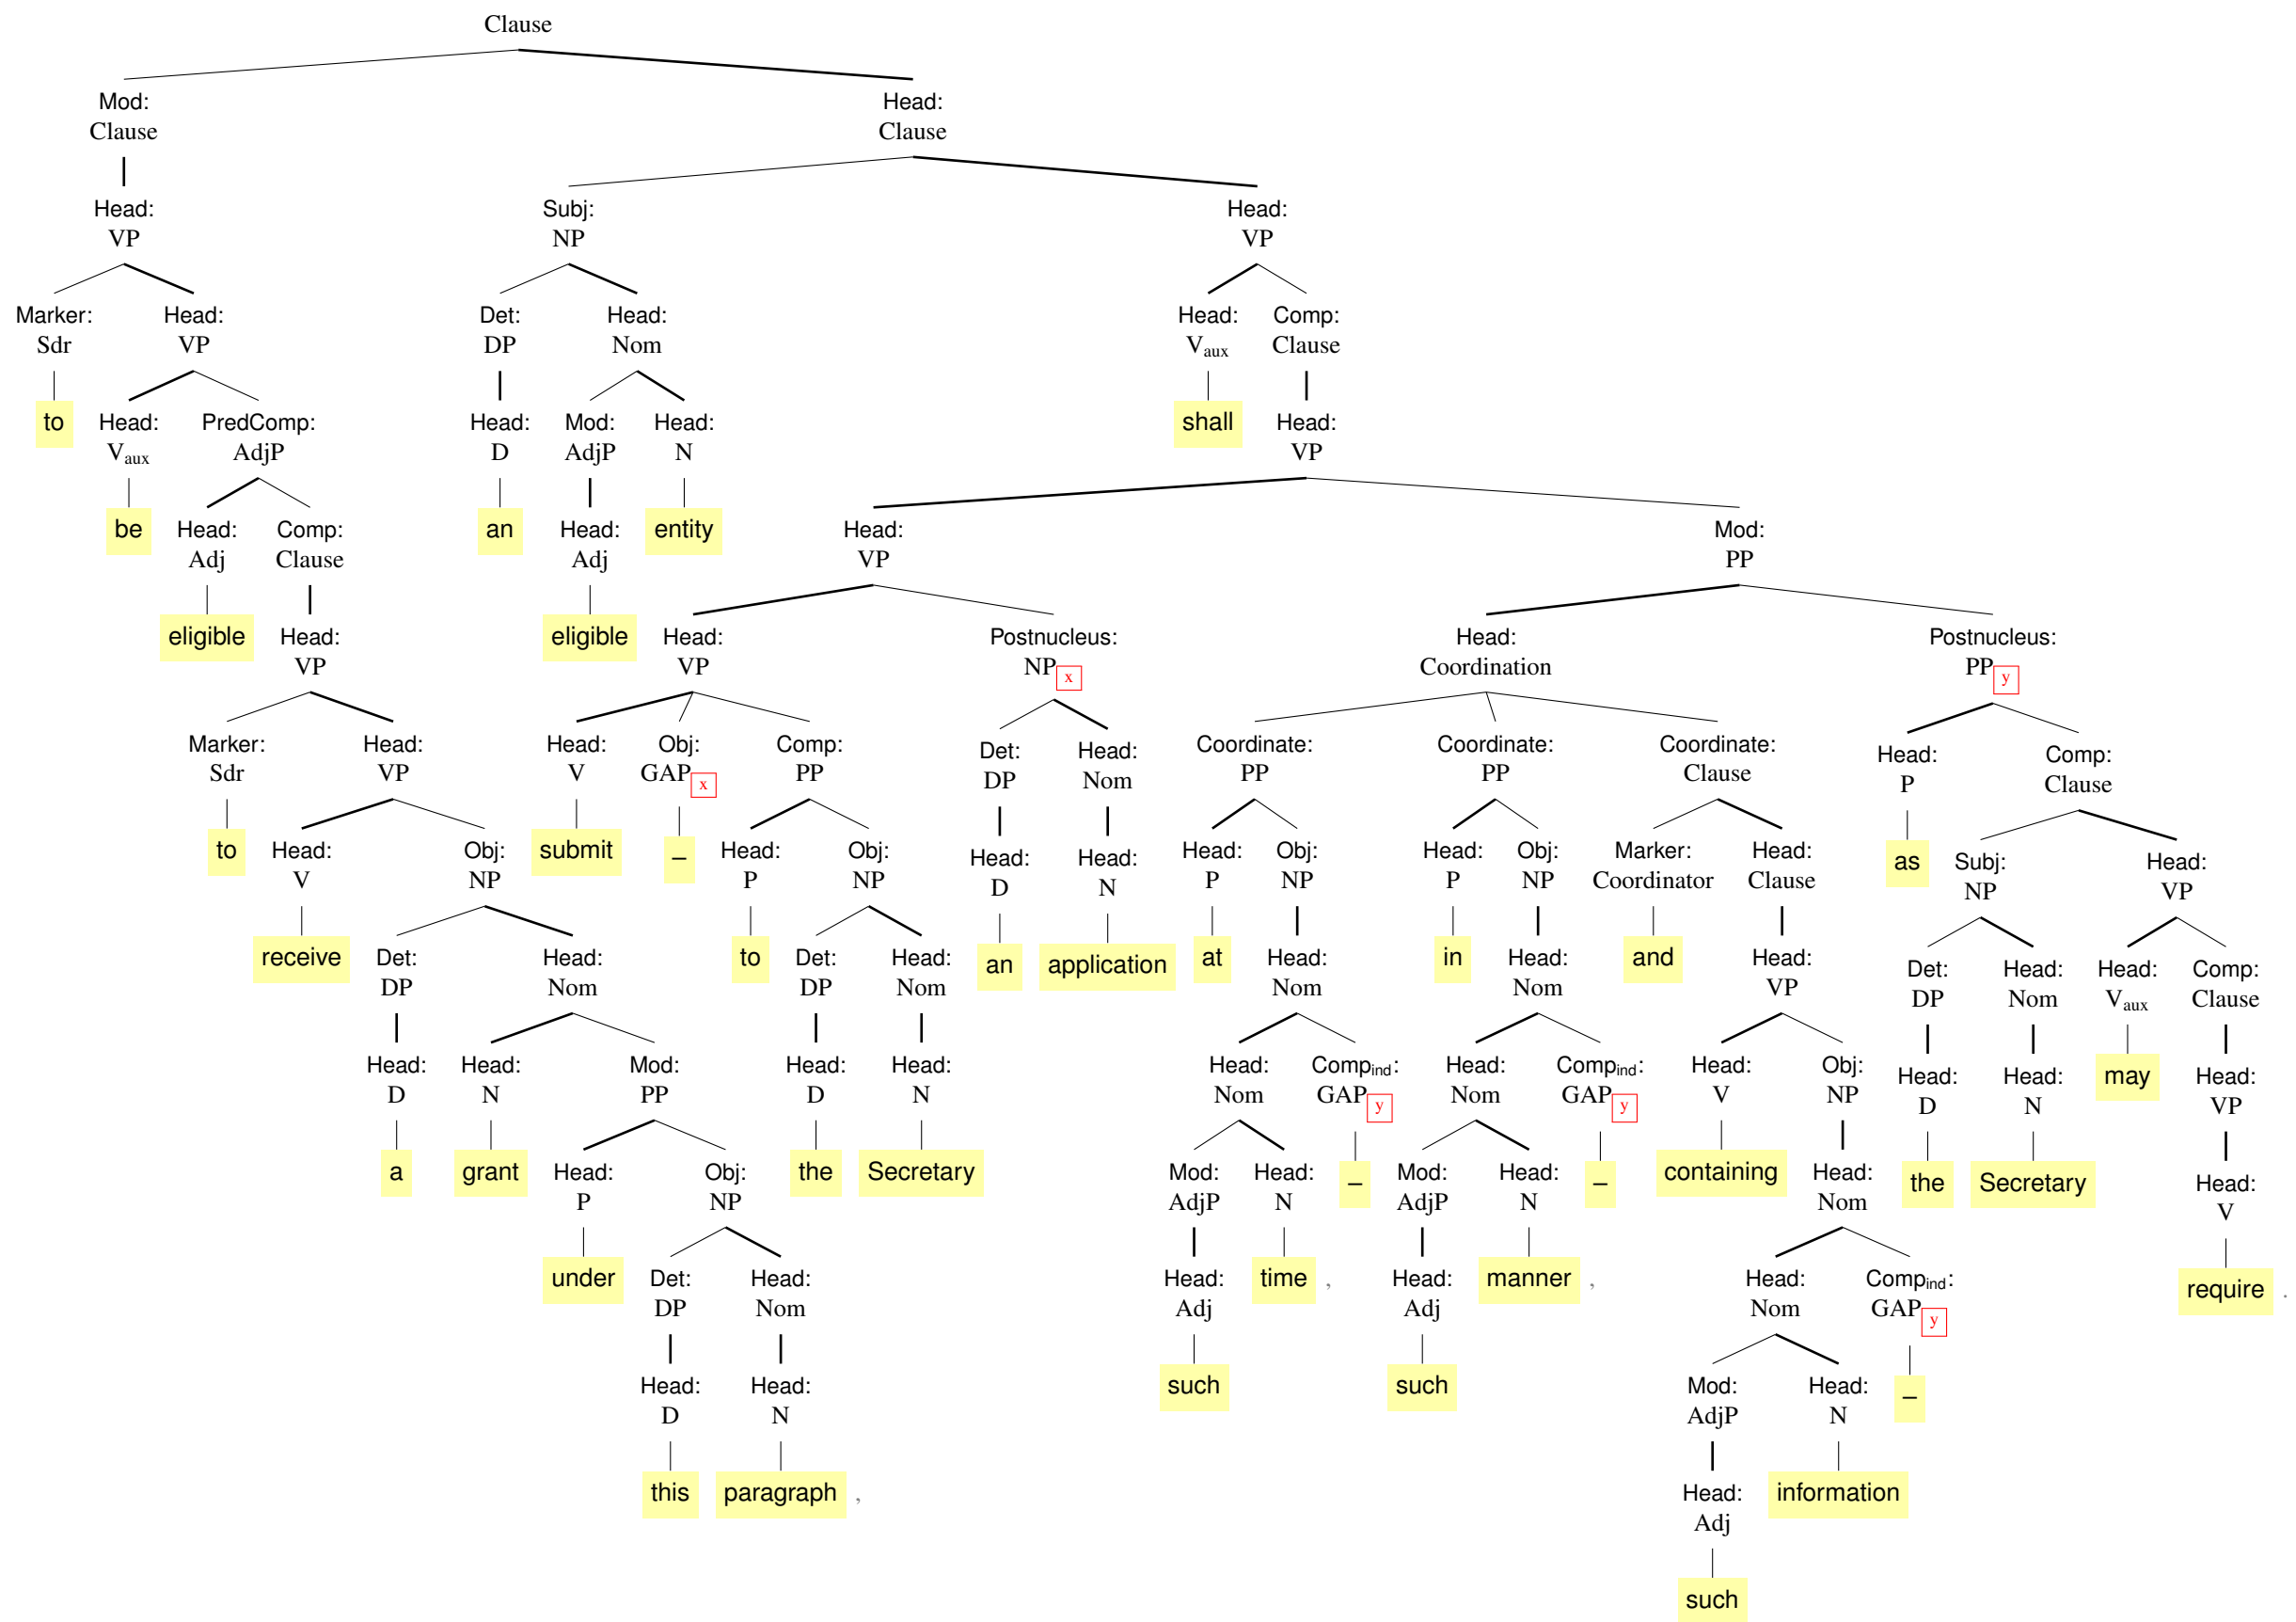 Clause
Mod: Head:
Clause Clause
Head: Subj: Head:
VP NP VP
Marker: Head: Det: Head: Head: Comp:
Sdr VP DP Nom Vaux Clause
to Head: PredComp: Head: Mod: Head: shall Head:
Vaux AdjP D AdjP N VP
be Head: Comp: an Head: entity Head: Mod:
Adj Clause Adj VP PP
eligible Head: eligible Head: Postnucleus: Head: Postnucleus:
VP VP NP x Coordination PP y
Marker: Head: Head: Obj: Comp: Det: Head: Coordinate: Coordinate: Coordinate: Head: Comp:
Sdr VP V GAP x PP DP Nom PP PP Clause P Clause
to Head: Obj: submit – Head: Obj: Head: Head: Head: Obj: Head: Obj: Marker: Head: as Subj: Head:
V NP P NP D N P NP P NP Coordinator Clause NP VP
receive Det: Head: to Det: Head: an application at Head: in Head: and Head: Det: Head: Head: Comp:
DP Nom DP Nom Nom Nom VP DP Nom Vaux Clause
Head: Head: Mod: Head: Head: Head: Compind: Head: Compind: Head: Obj: Head: Head: may Head:
D N PP D N Nom GAP y Nom GAP y V NP D N VP
a grant Head: Obj: the Secretary Mod: Head: – Mod: Head: – containing Head: the Secretary Head:
P NP AdjP N AdjP N Nom V
under Det: Head: Head: time , Head: manner , Head: Compind: require .
DP Nom Adj Adj Nom GAP y
Head: Head: such such Mod: Head: –
D N AdjP N
this paragraph , Head: information
Adj
such